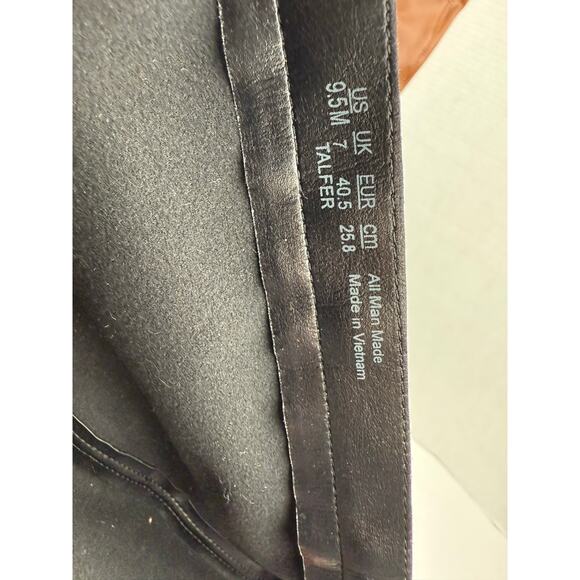 US UK EUR cm
9.5M 7 40.5 25.8
TALFER
All Man Made
Made in Vietnam